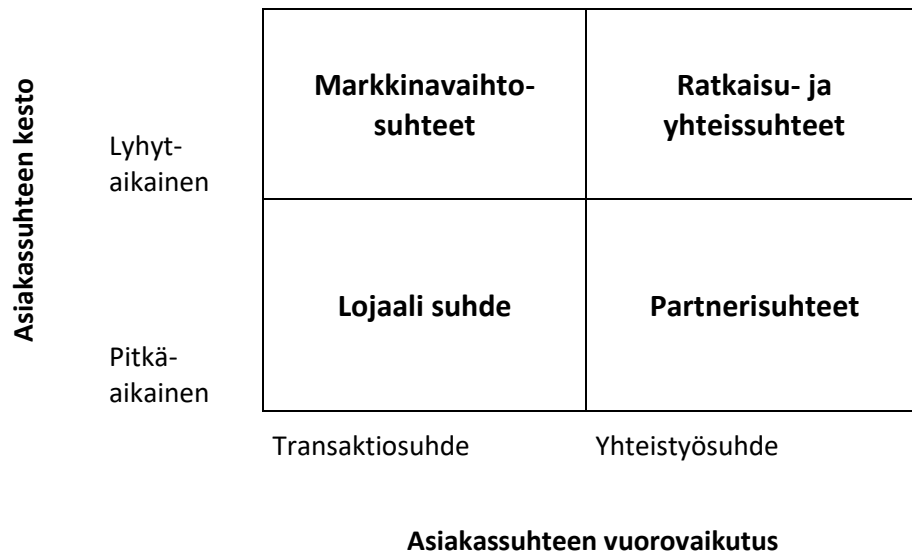 Asiakassuhteen kesto
Lyhyt-
aikainen
Markkinavaihto-
suhteet
Ratkaisu- ja
yhteissuhteet
Pitkä-
aikainen
Lojaali suhde
Partnerisuhteet
Transaktiosuhde
Yhteistyösuhde
Asiakassuhteen vuorovaikutus